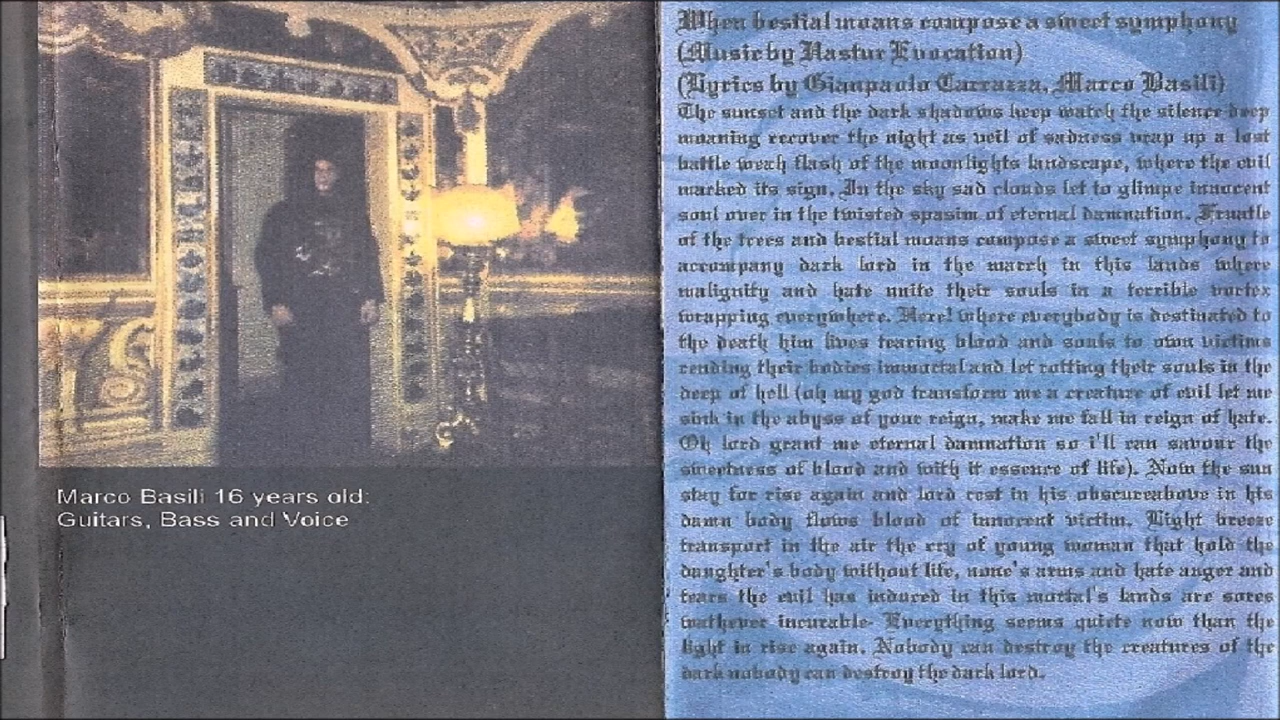 Marco Basili 16 years old:
Guitars, Bass and Voice
When bestial moans compose a sweet symphony
(Music by Hastur Evocation)
(Lyrics by Gianpaolo Carrazza, Marco Basili)
The sunset and the dark shadows keep watch the silence deep
moaning recover the night as veil of sadness wrap up a lost
battle weak flash of the moonlights landscape, where the evil
marked its sign. In the sky sad clouds let to glimpe innocent
soul over in the twisted spasim of eternal damnation.
of the trees and bestial moans compose a sweet symphony to
accompany dark lord in the march in this lands where
malignity and hate unite their souls in a terrible vortex
wrapping everywhere. Here! where everybody is destinated to
the death him lives tearing blood and souls to own victims
rending their bodies immortal and let rotting their souls in the
deep of hell (oh my god transform me a creature of evil let me
sink in the abyss of your reign, make me fall in reign of hate.
Oh lord grant me eternal damnation so i'll can savour the
sweetness of blood and with it essence of life). Now the sun
stay for rise again and lord rest in his obscureabove in his
damn body flows blood of innocent victim. Light breeze
transport in the air the cry of young woman that hold the
daughter's body without life, none's arms and hate anger and
tears the evil has induced in this mortal's lands are sores
wathever incurable- Everything seems quiete now than the
light in rise again. Nobody can destroy the creatures of the
dark nobody can destroy the dark lord.